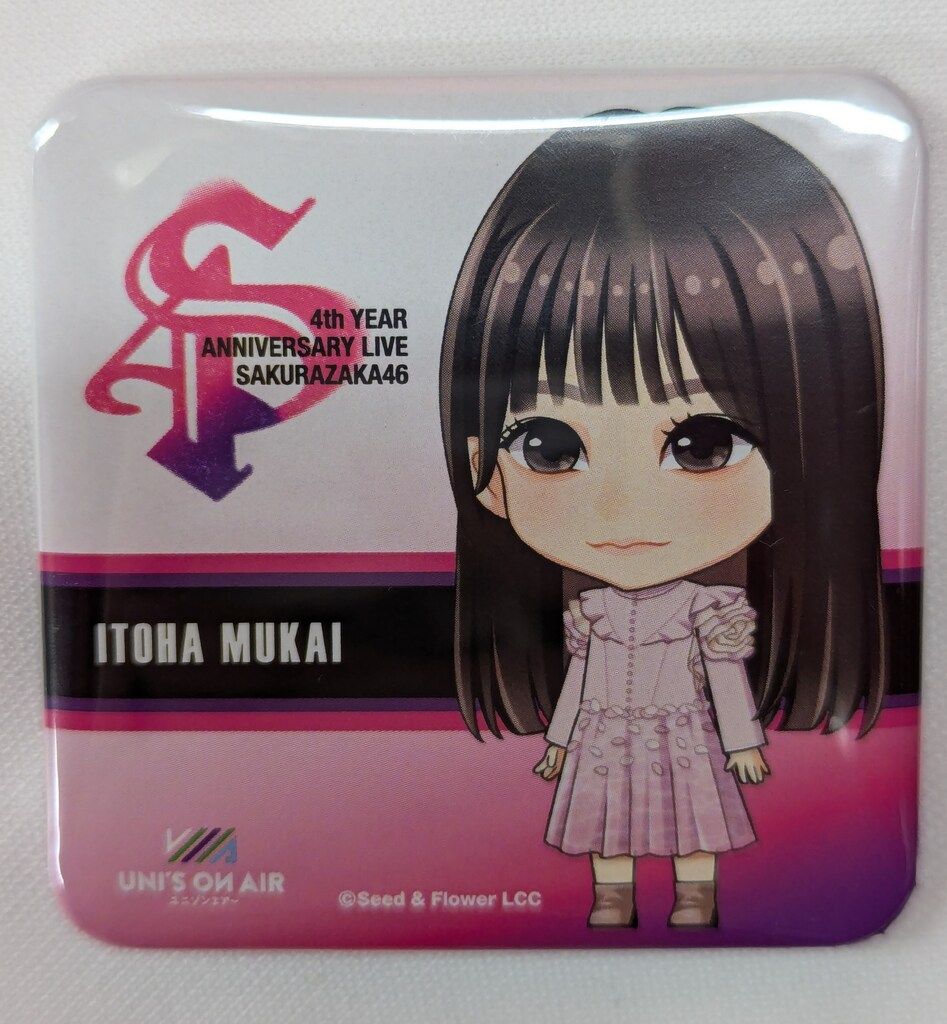 4th YEAR
ANNIVERSARY LIVE
SAKURAZAKA46
ITOHA MUKAI
UNI'S ON AIR
ユニゾンエアー
©Seed & Flower LCC